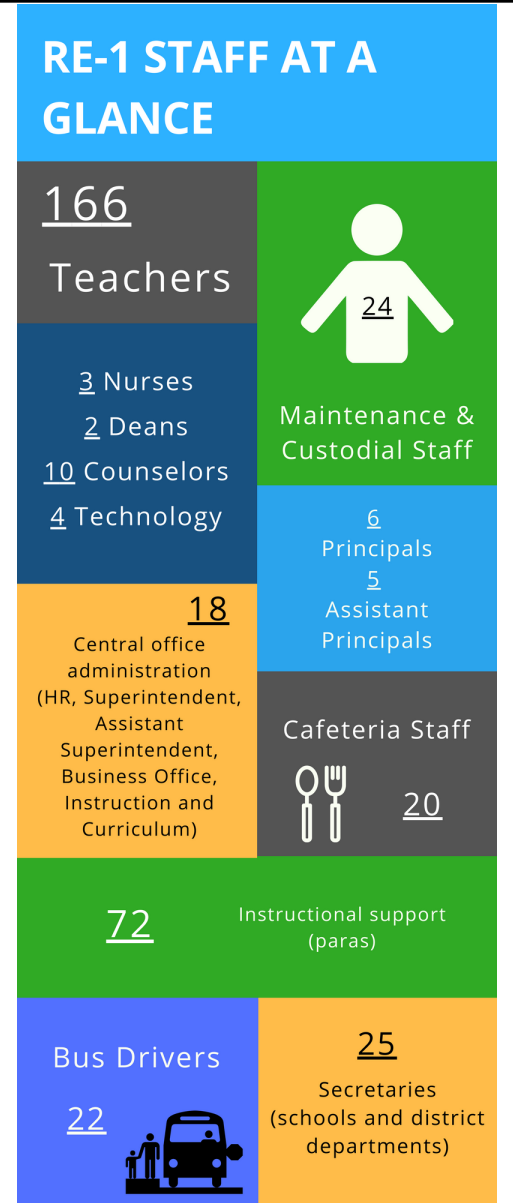 RE-1 STAFF AT A
GLANCE
166
Teachers
24
Maintenance &
Custodial Staff
3 Nurses
2 Deans
10 Counselors
4 Technology
6
Principals
5
Assistant
Principals
18
Central office
administration
(HR, Superintendent,
Assistant
Superintendent,
Business Office,
Instruction and
Curriculum)
Cafeteria Staff
20
72
Instructional support
(paras)
Bus Drivers
22
25
Secretaries
(schools and district
departments)